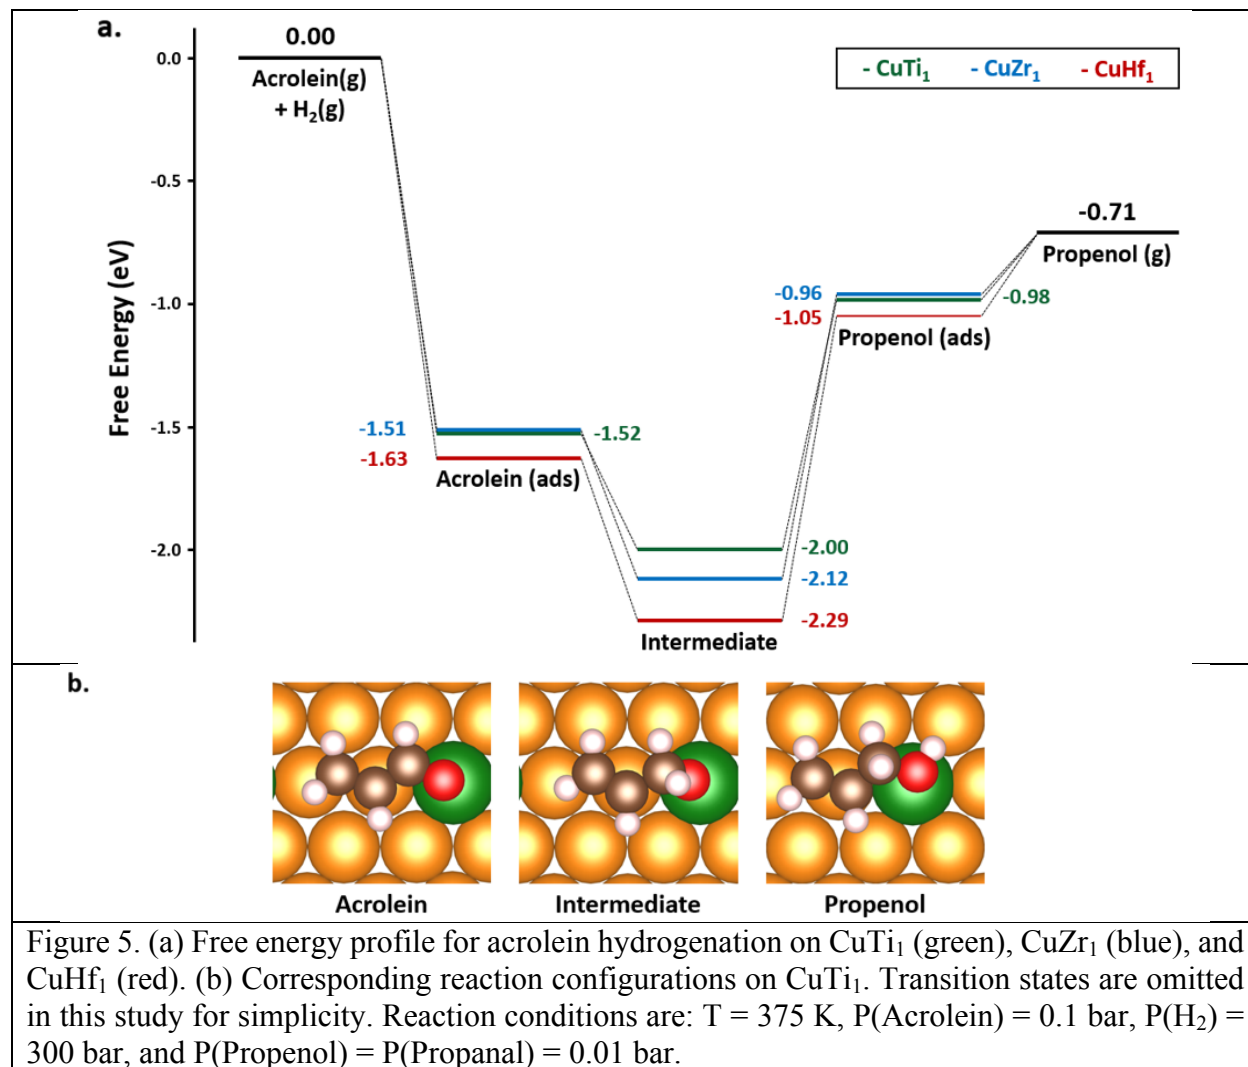 a.
0.00
0.0
Acrolein(g)
+ H₂(g)
- CuTi₁ - CuZr₁ - CuHf₁
-0.5
-0.71
Propenol (g)
Free Energy (eV)
-1.0
-0.96
-0.98
-1.05
Propenol (ads)
-1.5
-1.51
-1.52
-1.63
Acrolein (ads)
-2.0
-2.00
-2.12
-2.29
Intermediate
b.
Acrolein Intermediate Propenol
Figure 5. (a) Free energy profile for acrolein hydrogenation on CuTi₁ (green), CuZr₁ (blue), and
CuHf₁ (red). (b) Corresponding reaction configurations on CuTi₁. Transition states are omitted
in this study for simplicity. Reaction conditions are: T = 375 K, P(Acrolein) = 0.1 bar, P(H₂) =
300 bar, and P(Propenol) = P(Propanal) = 0.01 bar.